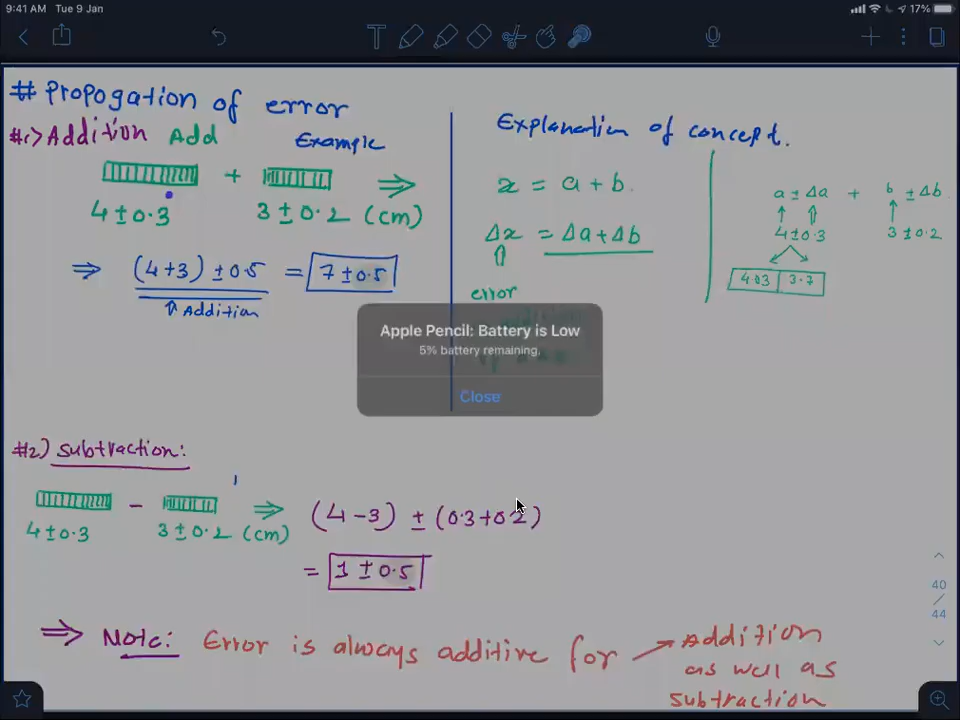 9:41 AM Tue 9 Jan
17%
# Propogation of error
#1) Addition Add
Example
+ ⇒
4 ± 0.3 3 ± 0.2 (cm)
⇒ (4+3) ± 0.5 = 7 ± 0.5
↑ Addition
Explanation of concept.
x = a + b.
Δx = Δa + Δb
⇑
error
a ± Δa + b ± Δb
↑ ⇑ ↑
4 ± 0.3 3 ± 0.2
4.03 3.7
Apple Pencil: Battery is Low
5% battery remaining.
Close
#2) subtraction:
- ⇒ (4-3) ± (0.3+0.2)
4 ± 0.3 3 ± 0.2 (cm)
= 1 ± 0.5
⇒ Note: Error is always additive for → Addition
as well as
subtraction
40
/
44